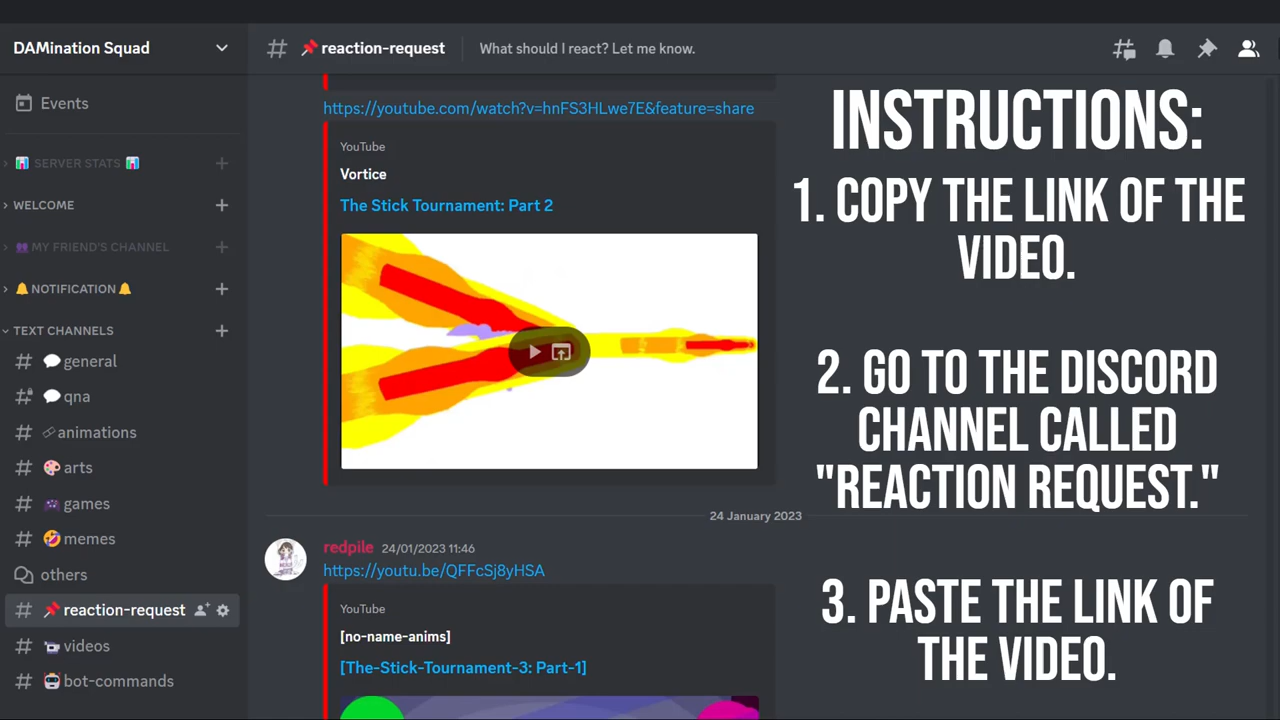 DAMination Squad
reaction-request
What should I react? Let me know.
Events
SERVER STATS
WELCOME
MY FRIEND'S CHANNEL
NOTIFICATION
TEXT CHANNELS
general
qna
animations
arts
games
memes
others
reaction-request
videos
bot-commands
https://youtube.com/watch?v=hnFS3HLwe7E&feature=share
YouTube
Vortice
The Stick Tournament: Part 2
24 January 2023
redpile 24/01/2023 11:46
https://youtu.be/QFFcSj8yHSA
YouTube
[no-name-anims]
[The-Stick-Tournament-3: Part-1]
INSTRUCTIONS:
1. COPY THE LINK OF THE
VIDEO.
2. GO TO THE DISCORD
CHANNEL CALLED
"REACTION REQUEST."
3. PASTE THE LINK OF
THE VIDEO.